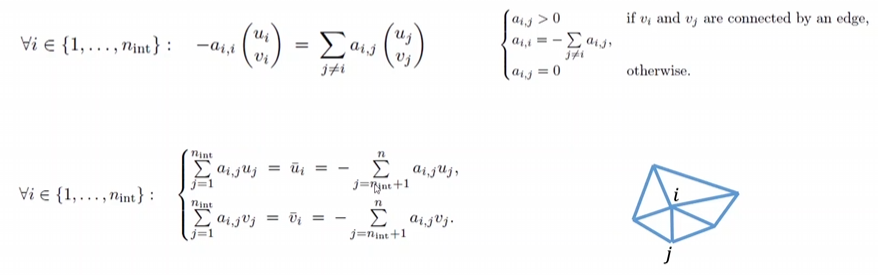 ∀i ∈ {1, . . . , n_int} : −a_{i,i} (u_i v_i) = ∑_{j≠i} a_{i,j} (u_j v_j)
{ a_{i,j} > 0 if v_i and v_j are connected by an edge,
a_{i,i} = − ∑_{j≠i} a_{i,j},
a_{i,j} = 0 otherwise.
∀i ∈ {1, . . . , n_int} :
{ ∑_{j=1}^{n_int} a_{i,j}u_j = ū_i = − ∑_{j=n_int+1}^{n} a_{i,j}u_j,
∑_{j=1}^{n_int} a_{i,j}v_j = v̄_i = − ∑_{j=n_int+1}^{n} a_{i,j}v_j.
i
j